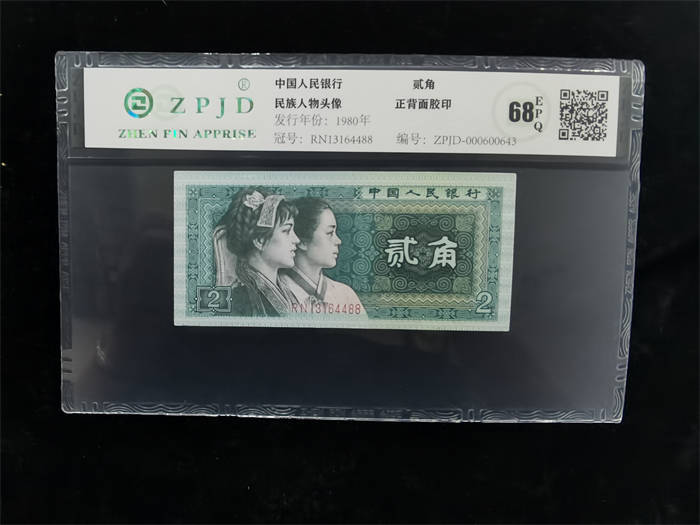 ZPJD
®
ZHEN PIN APPRISE
中国人民银行 贰角
民族人物头像 正背面胶印
发行年份: 1980年
冠号: RN13164488 编号: ZPJD-000600643
68 EPQ
中国人民银行
贰角
2
RN13164488
2